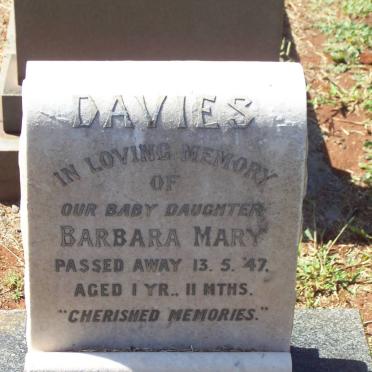 DAVIES
IN LOVING MEMORY
OF
OUR BABY DAUGHTER
BARBARA MARY
PASSED AWAY 13. 5. '47.
AGED 1 YR., 11 MTHS.
"CHERISHED MEMORIES."